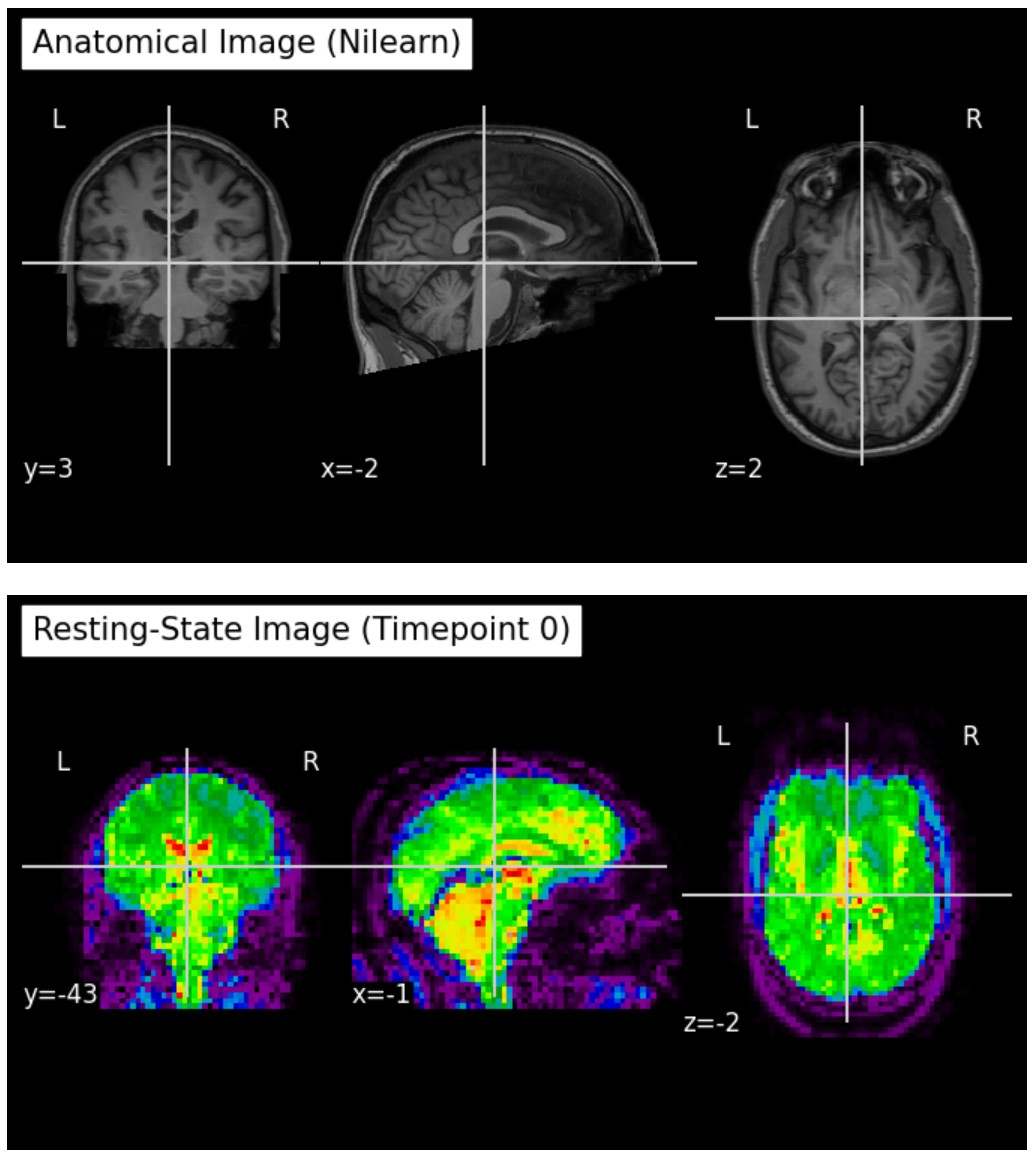 Anatomical Image (Nilearn)
L R L R
y=3 x=-2 z=2
Resting-State Image (Timepoint 0)
L R L R
y=-43 x=-1 z=-2